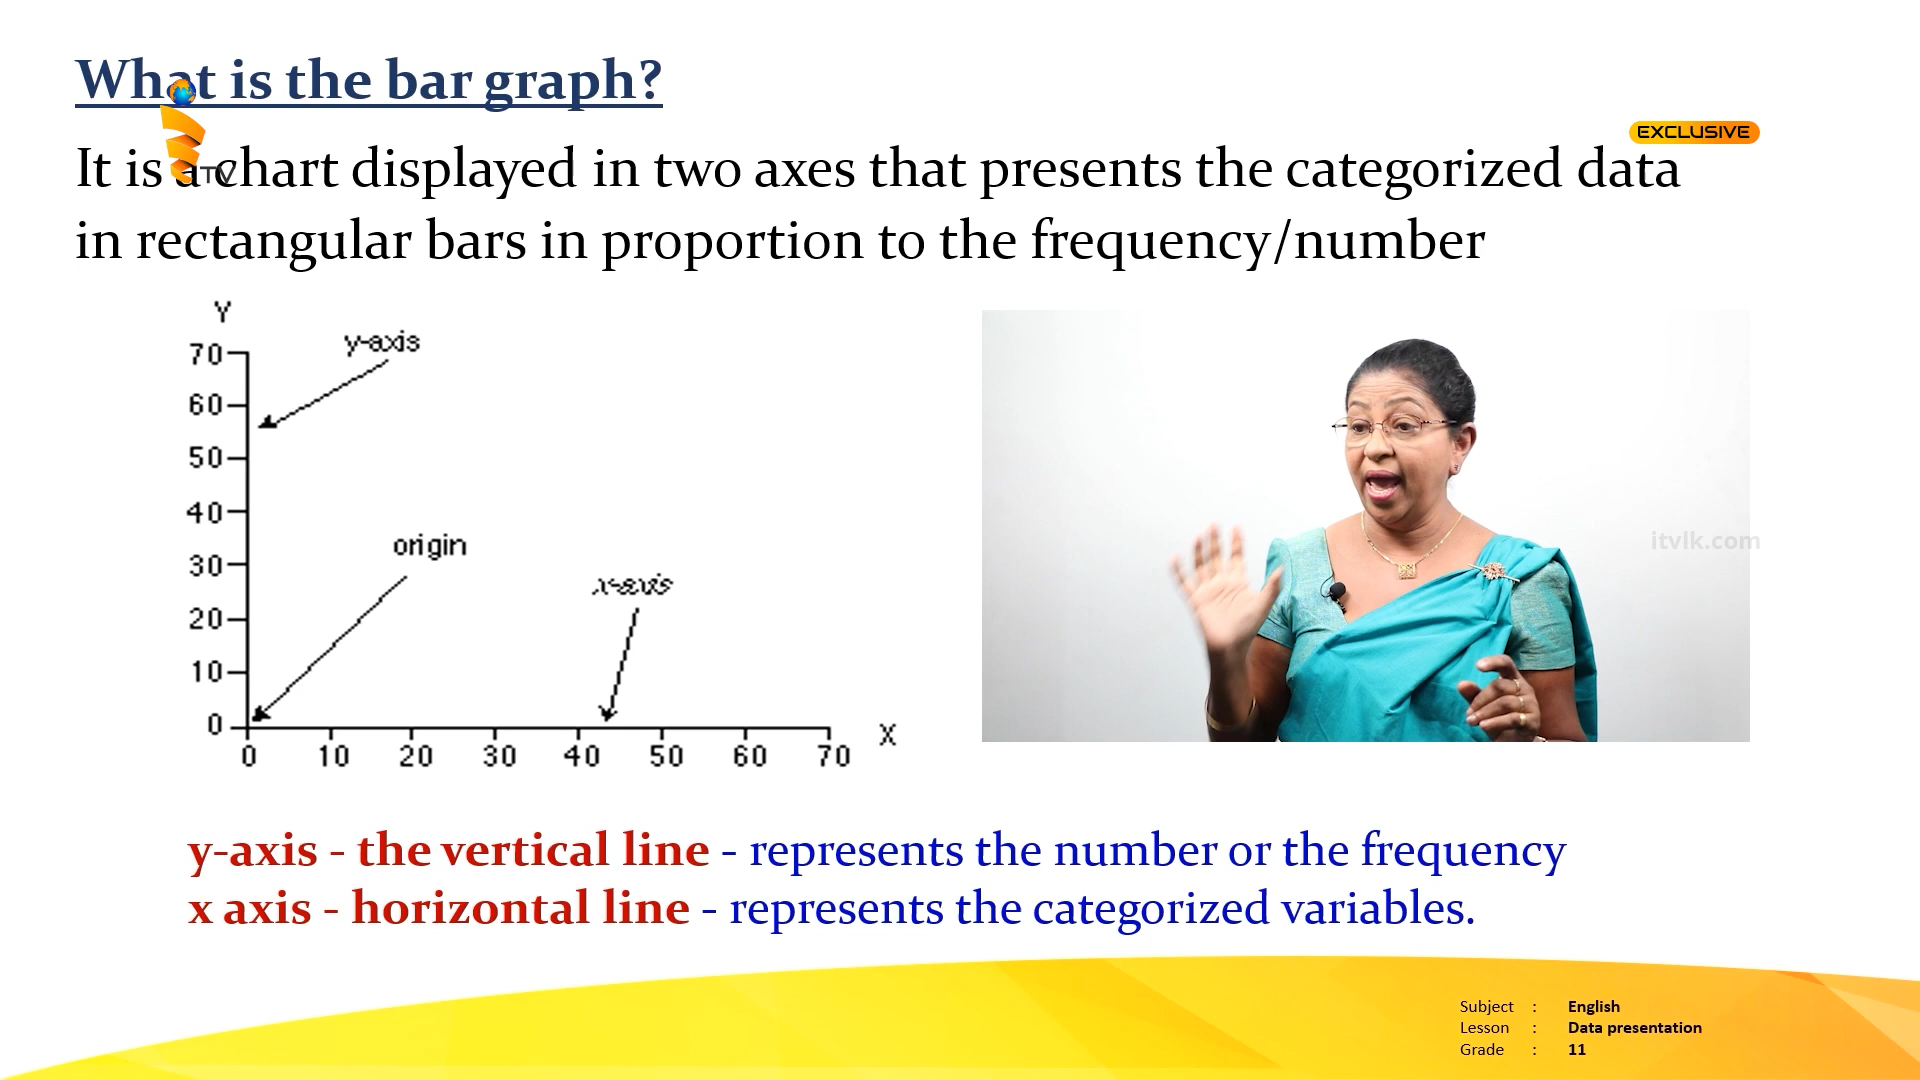 What is the bar graph?
EXCLUSIVE
It is a chart displayed in two axes that presents the categorized data
in rectangular bars in proportion to the frequency/number
TV
Y
y-axis
70
60
50
40
30
20
10
0
origin
x-axis
0 10 20 30 40 50 60 70
X
itvlk.com
y-axis - the vertical line - represents the number or the frequency
x axis - horizontal line - represents the categorized variables.
Subject : English
Lesson : Data presentation
Grade : 11